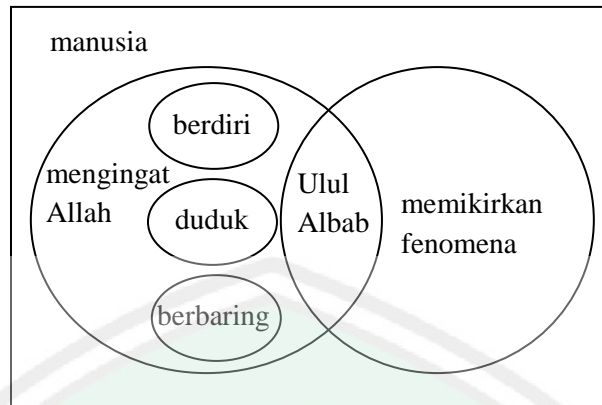 manusia
berdiri
mengingat
Allah
duduk
berbaring
Ulul
Albab
memikirkan
fenomena